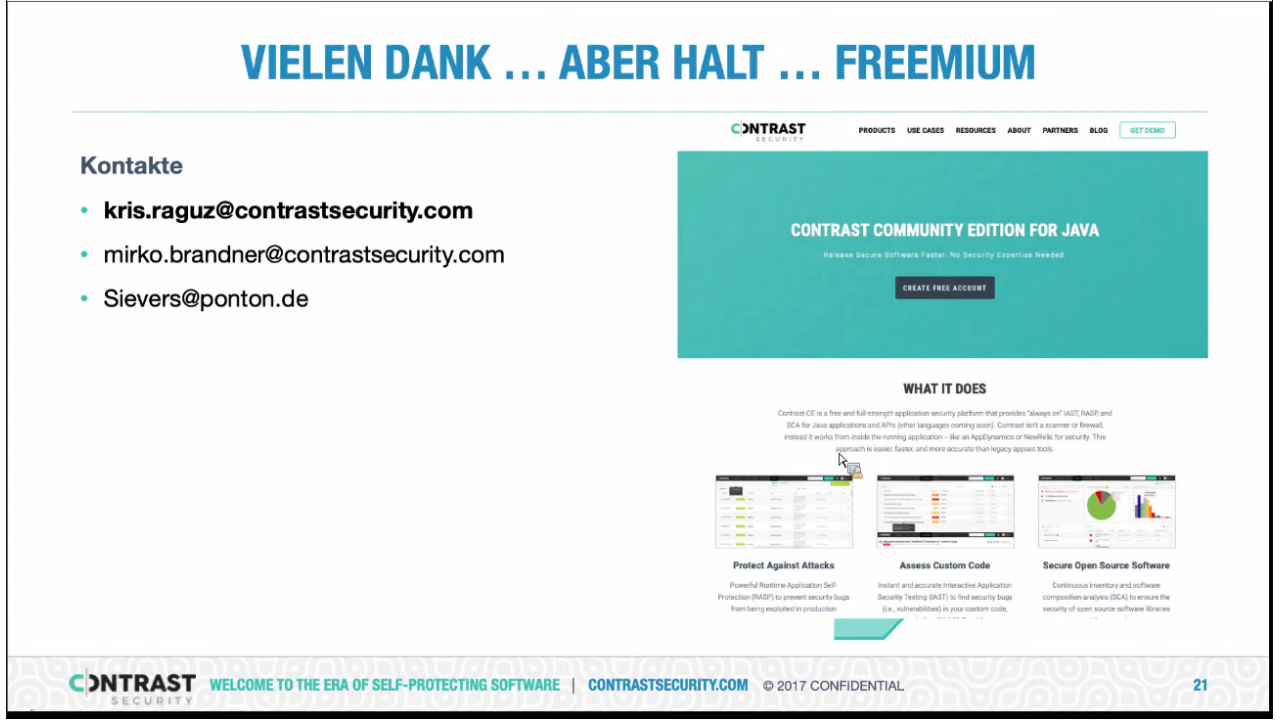 VIELEN DANK ... ABER HALT ... FREEMIUM
Kontakte
• kris.raguz@contrastsecurity.com
• mirko.brandner@contrastsecurity.com
• Sievers@ponton.de
CONTRAST
SECURITY
PRODUCTS USE CASES RESOURCES ABOUT PARTNERS BLOG GET DEMO
CONTRAST COMMUNITY EDITION FOR JAVA
Release Secure Software Faster. No Security Expertise Needed.
CREATE FREE ACCOUNT
WHAT IT DOES
Contrast CE is a free and full strength application security platform that provides "always on" IAST, RASP, and
SCA for Java applications and APIs (other languages coming soon). Contrast isn't a scanner or firewall,
instead it works from inside the running application – like an AppDynamics or NewRelic for security. This
approach is easier, faster, and more accurate than legacy appsec tools.
Protect Against Attacks
Powerful Runtime Application Self-
Protection (RASP) to prevent security bugs
from being exploited in production
Assess Custom Code
Instant and accurate Interactive Application
Security Testing (IAST) to find security bugs
(i.e., vulnerabilities) in your custom code,
Secure Open Source Software
Continuous inventory and software
composition analysis (SCA) to ensure the
security of open source software libraries
CONTRAST
SECURITY
WELCOME TO THE ERA OF SELF-PROTECTING SOFTWARE | CONTRASTSECURITY.COM © 2017 CONFIDENTIAL
21